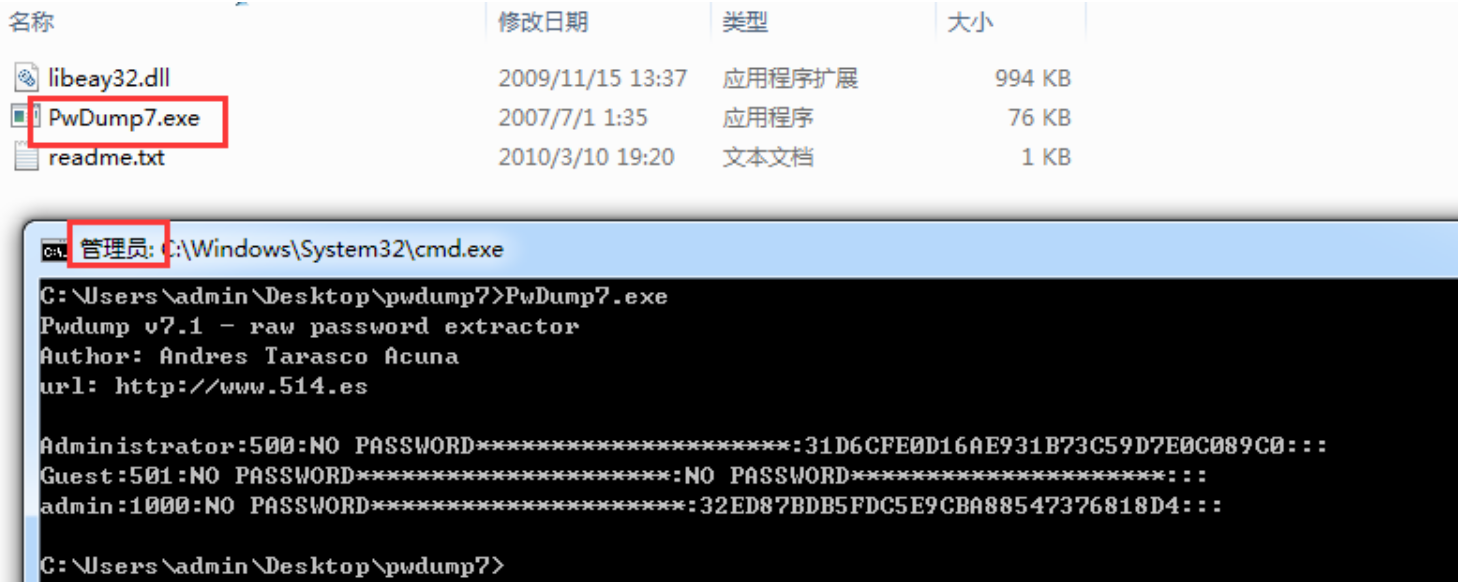 名称 修改日期 类型 大小
libeay32.dll 2009/11/15 13:37 应用程序扩展 994 KB
PwDump7.exe 2007/7/1 1:35 应用程序 76 KB
readme.txt 2010/3/10 19:20 文本文档 1 KB
管理员: C:\Windows\System32\cmd.exe
C:\Users\admin\Desktop\pwdump7>PwDump7.exe
Pwdump v7.1 - raw password extractor
Author: Andres Tarasco Acuna
url: http://www.514.es
Administrator:500:NO PASSWORD*********************:31D6CFE0D16AE931B73C59D7E0C089C0:::
Guest:501:NO PASSWORD*********************:NO PASSWORD*********************:::
admin:1000:NO PASSWORD*********************:32ED87BDB5FDC5E9CBA88547376818D4:::
C:\Users\admin\Desktop\pwdump7>